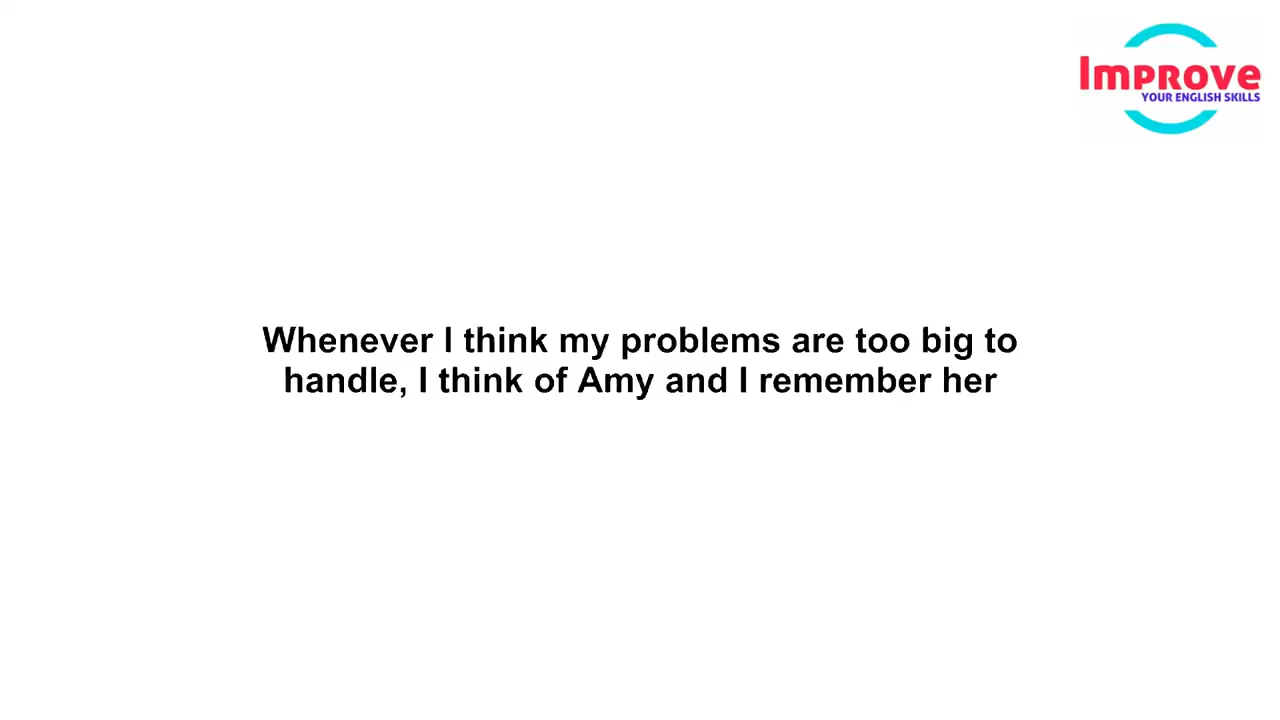 Improve
YOUR ENGLISH SKILLS
Whenever I think my problems are too big to
handle, I think of Amy and I remember her